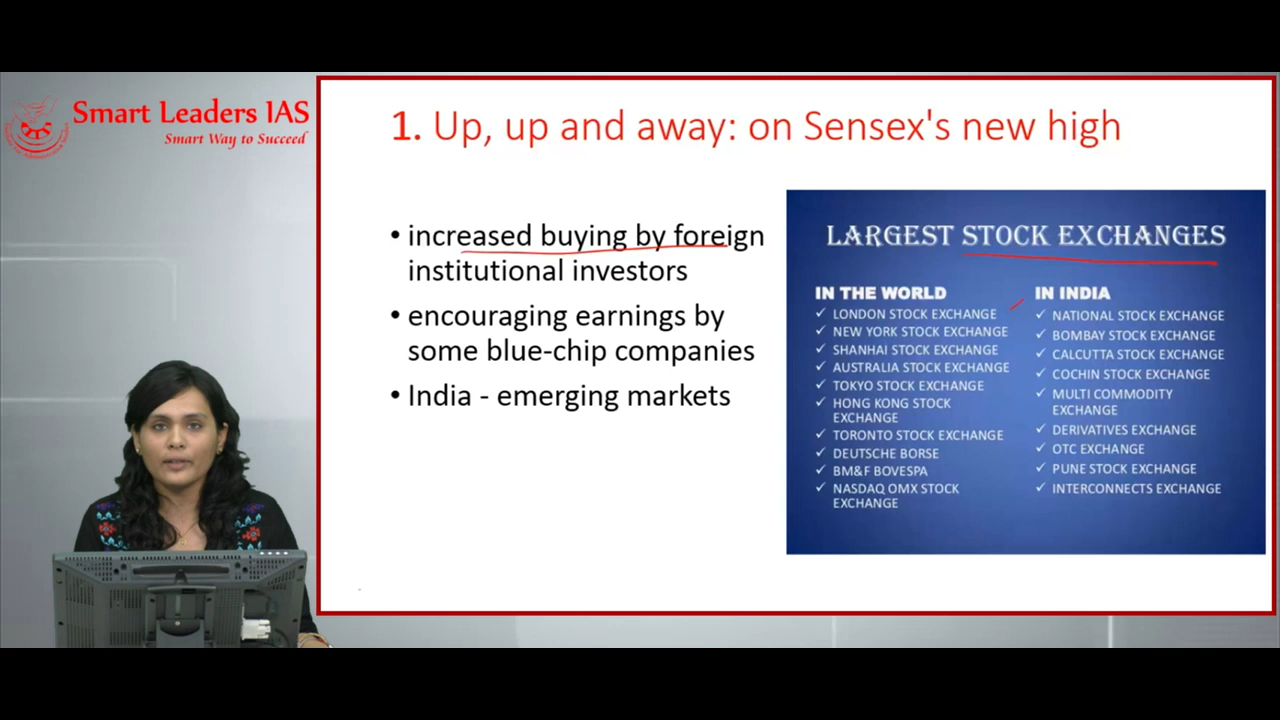 Smart Leaders IAS
Smart Way to Succeed
1. Up, up and away: on Sensex's new high
• increased buying by foreign
institutional investors
• encouraging earnings by
some blue-chip companies
• India - emerging markets
LARGEST STOCK EXCHANGES
IN THE WORLD
✓ LONDON STOCK EXCHANGE
✓ NEW YORK STOCK EXCHANGE
✓ SHANHAI STOCK EXCHANGE
✓ AUSTRALIA STOCK EXCHANGE
✓ TOKYO STOCK EXCHANGE
✓ HONG KONG STOCK
EXCHANGE
✓ TORONTO STOCK EXCHANGE
✓ DEUTSCHE BORSE
✓ BM&F BOVESPA
✓ NASDAQ OMX STOCK
EXCHANGE
IN INDIA
✓ NATIONAL STOCK EXCHANGE
✓ BOMBAY STOCK EXCHANGE
✓ CALCUTTA STOCK EXCHANGE
✓ COCHIN STOCK EXCHANGE
✓ MULTI COMMODITY
EXCHANGE
✓ DERIVATIVES EXCHANGE
✓ OTC EXCHANGE
✓ PUNE STOCK EXCHANGE
✓ INTERCONNECTS EXCHANGE